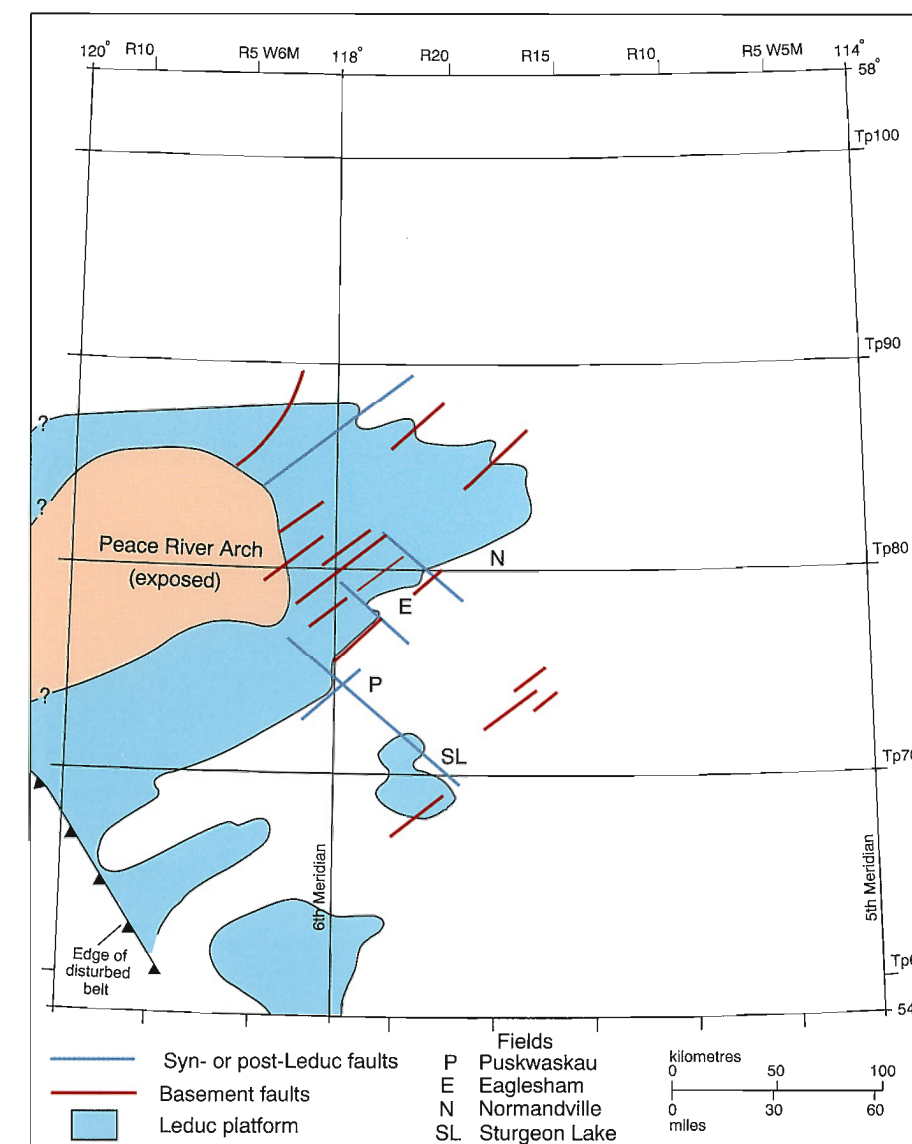 120° R10 R5 W6M 118° R20 R15 R10 R5 W5M 114°
58°
Tp100
Tp90
?
?
Peace River Arch
(exposed)
N
Tp80
E
?
P
SL
Tp70
6th Meridian
5th Meridian
Edge of
disturbed
belt
54
Syn- or post-Leduc faults
Basement faults
Leduc platform
Fields
P Puskwaskau
E Eaglesham
N Normandville
SL Sturgeon Lake
kilometres
0 50 100
0 30 60
miles